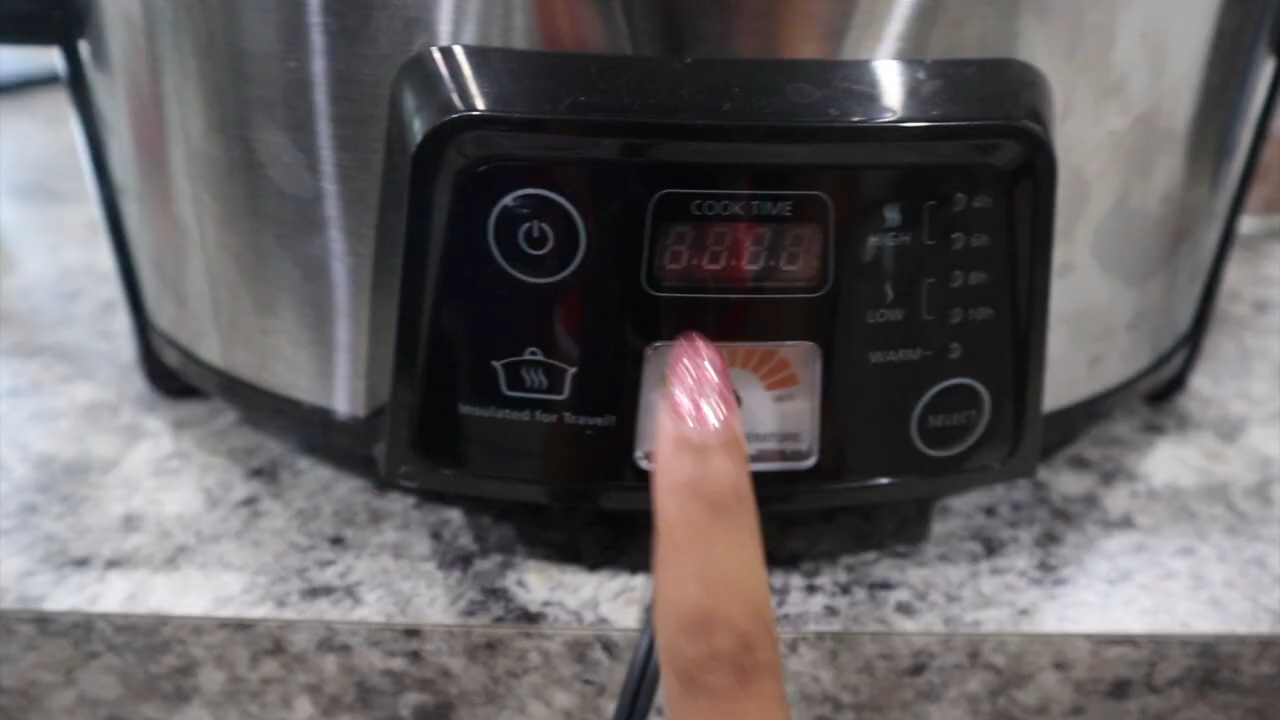 COOK TIME
8.8.8.8
HIGH
4h
6h
8h
LOW
10h
WARM
Insulated for Travel!
SELECT